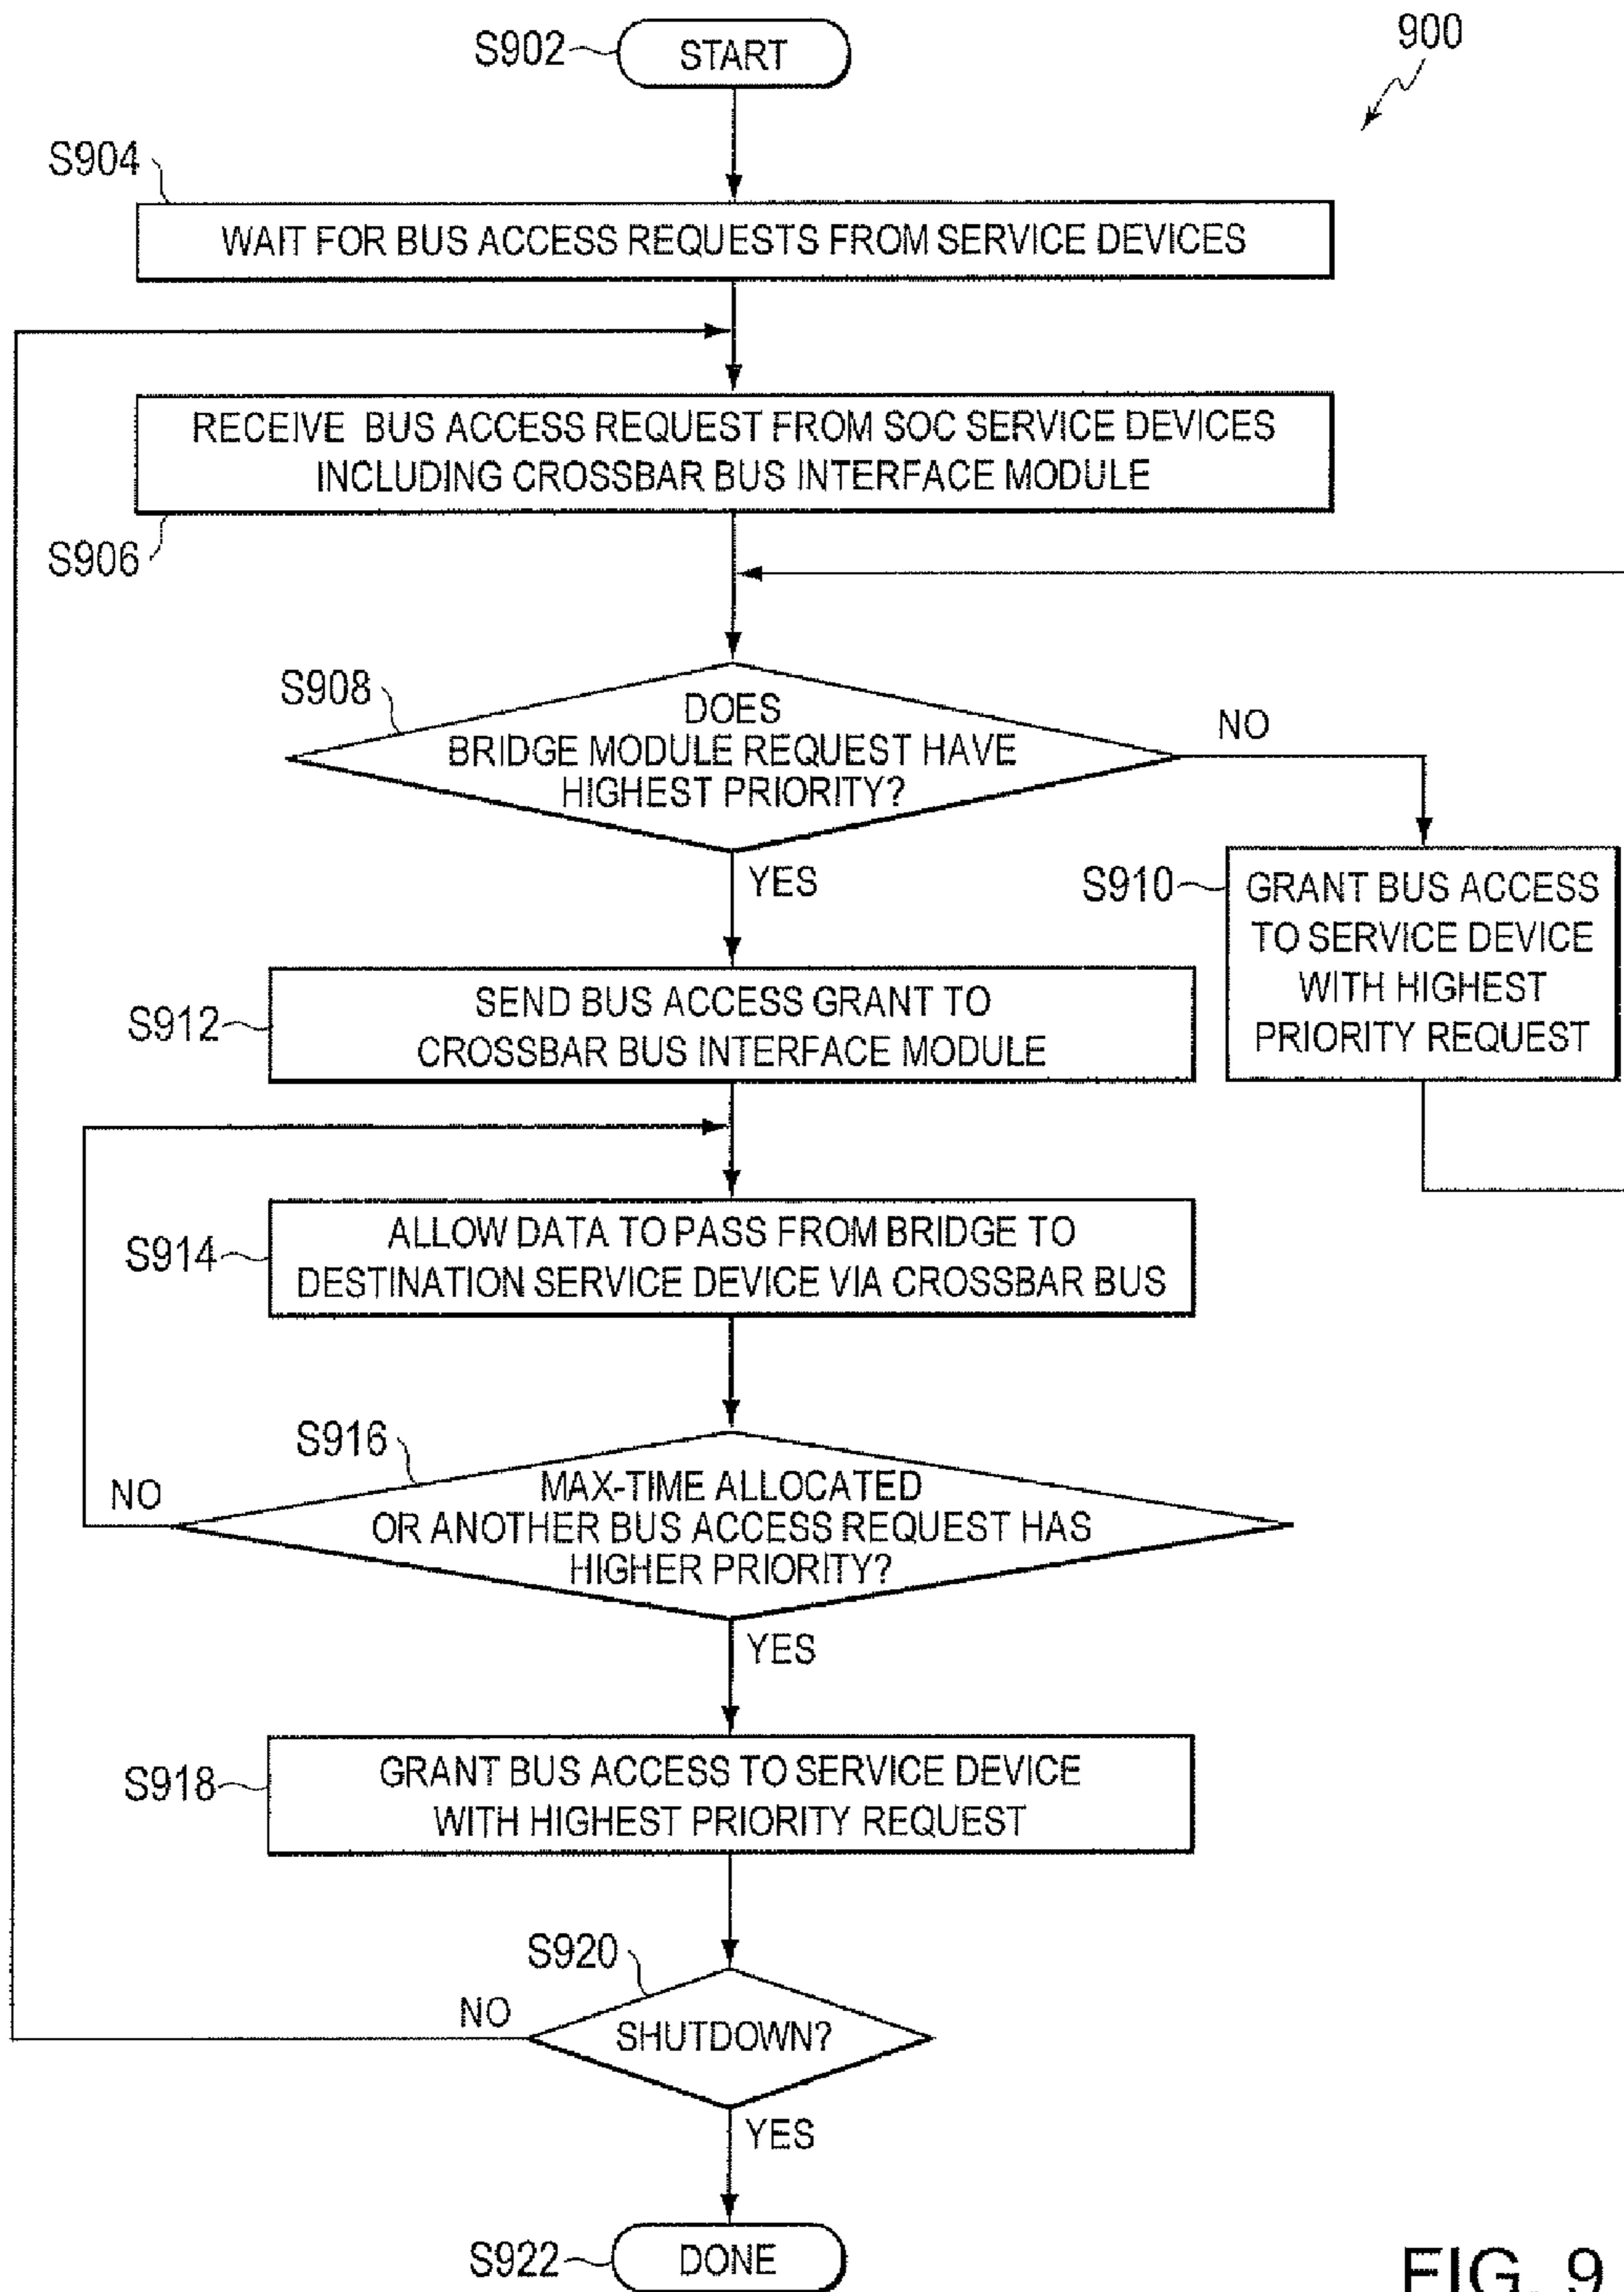 S902
START
900
S904
WAIT FOR BUS ACCESS REQUESTS FROM SERVICE DEVICES
RECEIVE BUS ACCESS REQUEST FROM SOC SERVICE DEVICES
INCLUDING CROSSBAR BUS INTERFACE MODULE
S906
S908
DOES
BRIDGE MODULE REQUEST HAVE
HIGHEST PRIORITY?
NO
YES
S910
GRANT BUS ACCESS
TO SERVICE DEVICE
WITH HIGHEST
PRIORITY REQUEST
S912
SEND BUS ACCESS GRANT TO
CROSSBAR BUS INTERFACE MODULE
S914
ALLOW DATA TO PASS FROM BRIDGE TO
DESTINATION SERVICE DEVICE VIA CROSSBAR BUS
S916
NO
MAX-TIME ALLOCATED
OR ANOTHER BUS ACCESS REQUEST HAS
HIGHER PRIORITY?
YES
S918
GRANT BUS ACCESS TO SERVICE DEVICE
WITH HIGHEST PRIORITY REQUEST
S920
NO
SHUTDOWN?
YES
S922
DONE
FIG. 9